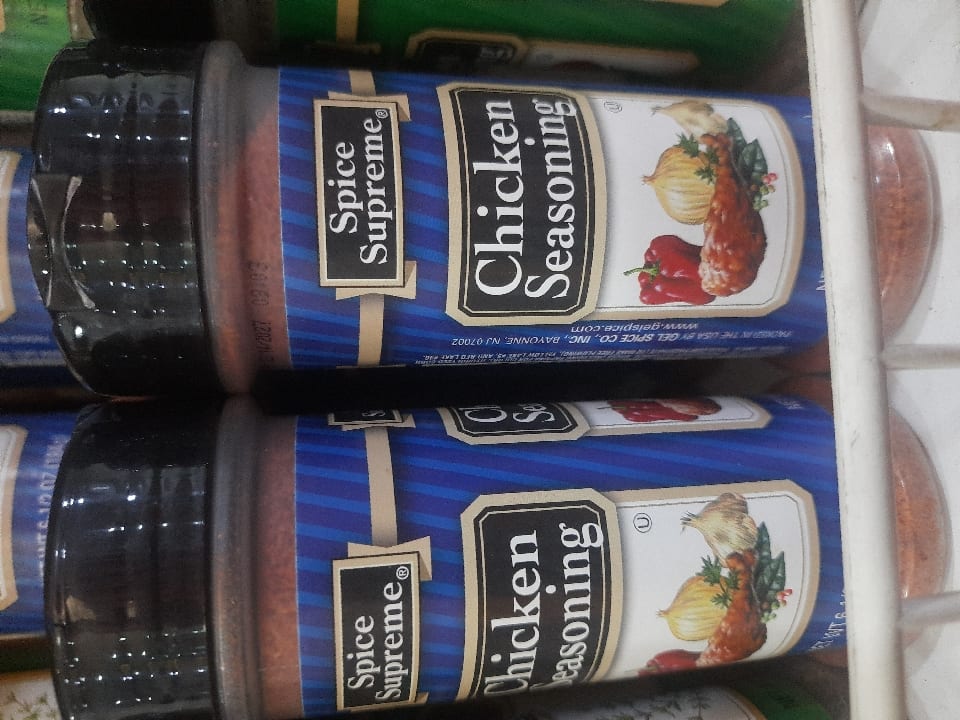 Spice
Supreme®
Chicken
Seasoning
U
PACKED IN THE USA BY GEL SPICE CO., INC. BAYONNE, NJ 07002
www.gelspice.com
Spice
Supreme®
Chicken
Seasoning
U